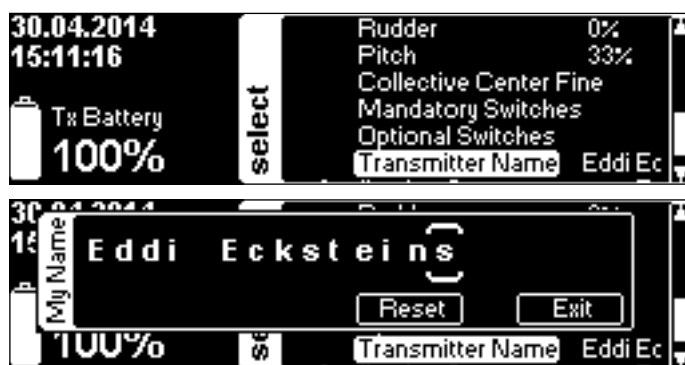 30.04.2014
15:11:16
Tx Battery
100%
select
Rudder 0%
Pitch 33%
Collective Center Fine
Mandatory Switches
Optional Switches
Transmitter Name Eddi Ec
My Name
Eddi Ecksteins
Reset Exit
100%
Transmitter Name Eddi Ec